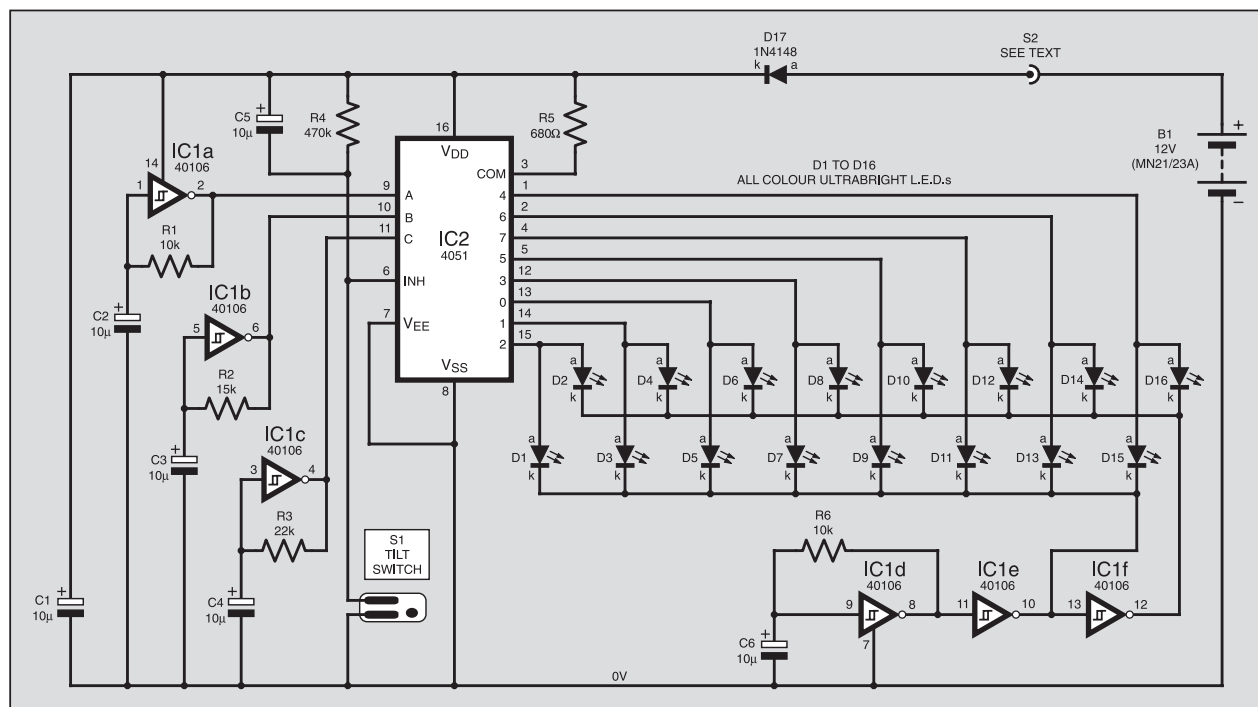 D17
1N4148
k a
S2
SEE TEXT
C5
10µ
+
R4
470k
16
VDD
R5
680Ω
B1
12V
(MN21/23A)
+
−
IC1a
40106
14
1 2
R1
10k
9 A
10 B
11 C
6 INH
7 VEE
VSS
8
IC2
4051
COM 3
4 1
6 2
7 4
5 5
3 12
0 13
1 14
2 15
D1 TO D16
ALL COLOUR ULTRABRIGHT L.E.D.s
C2
10µ
+
IC1b
40106
5 6
R2
15k
C3
10µ
+
IC1c
40106
3 4
R3
22k
C4
10µ
+
C1
10µ
+
S1
TILT
SWITCH
a a a a a a a a
D2 D4 D6 D8 D10 D12 D14 D16
k k k k k k k k
a a a a a a a a
D1 D3 D5 D7 D9 D11 D13 D15
k k k k k k k k
R6
10k
IC1d
40106
9 8
7
IC1e
40106
11 10
IC1f
40106
13 12
C6
10µ
+
0V